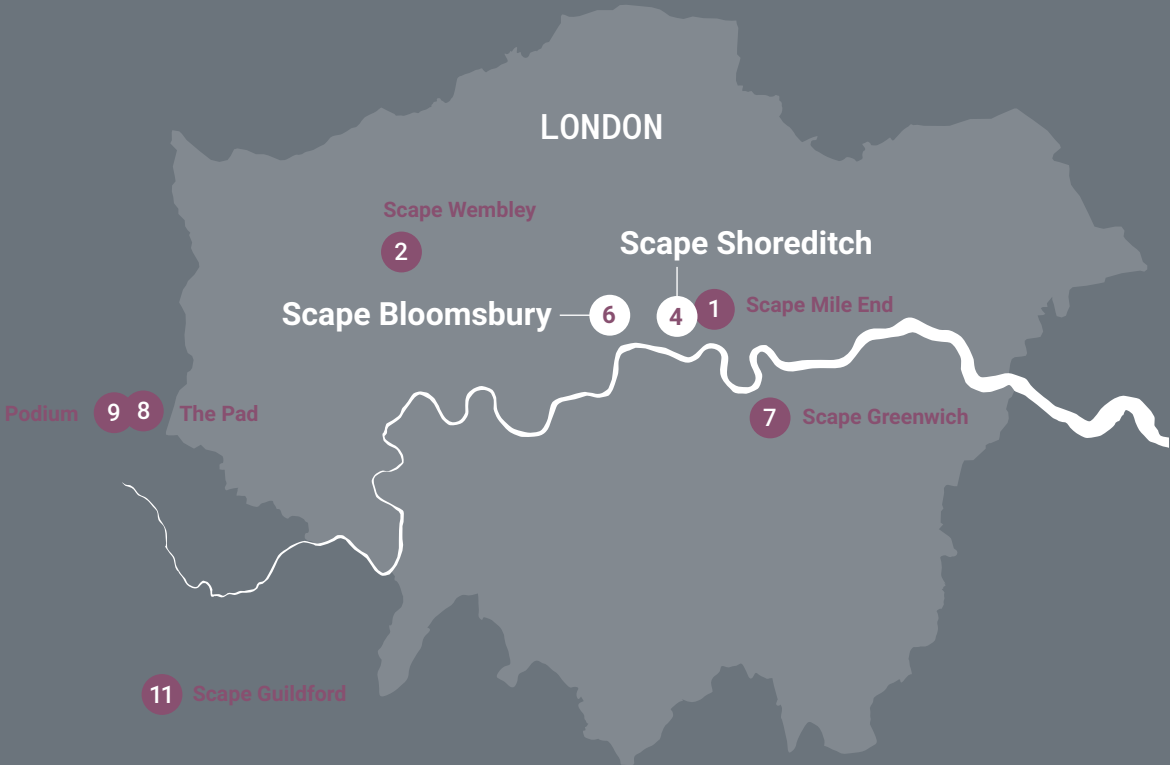 LONDON
Scape Wembley
2
Scape Shoreditch
Scape Bloomsbury
6
4
1
Scape Mile End
Podium
9
8
The Pad
7
Scape Greenwich
11
Scape Guildford